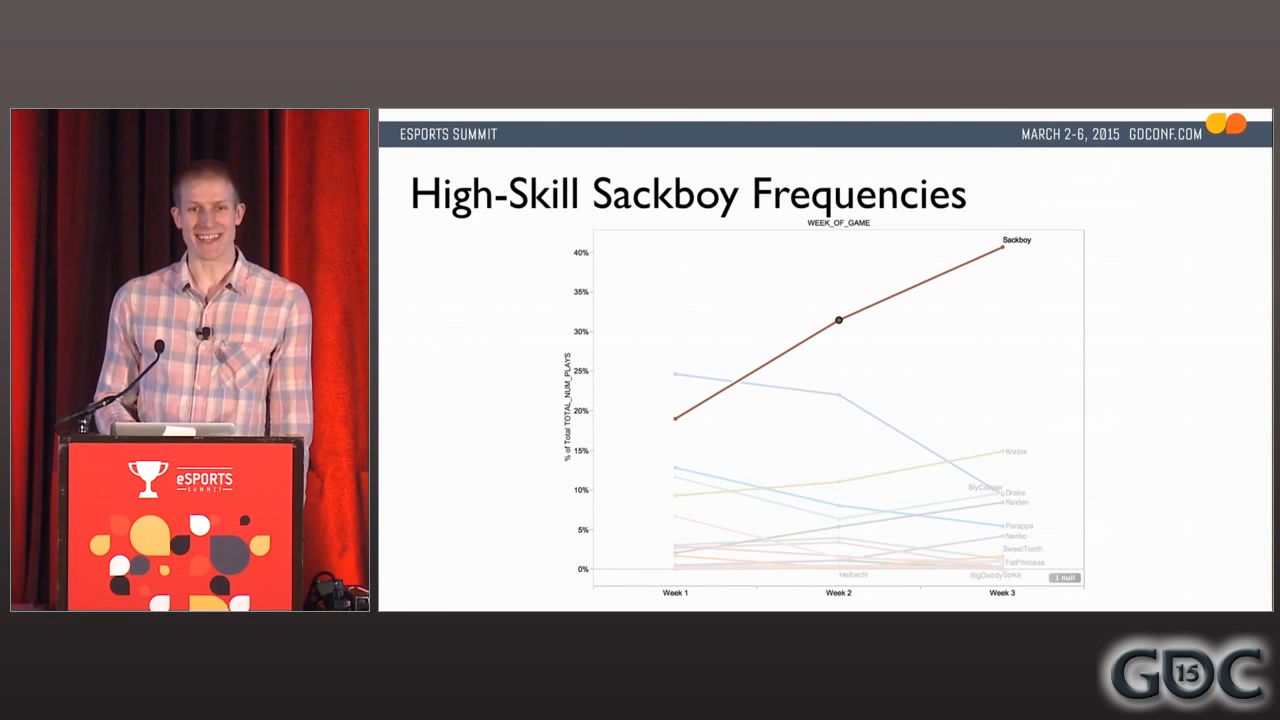 ESPORTS SUMMIT
MARCH 2-6, 2015 GDCONF.COM
High-Skill Sackboy Frequencies
WEEK_OF_GAME
Sackboy
40%
35%
30%
25%
20%
15%
10%
5%
0%
% of Total TOTAL_NUM_PLAYS
Kratos
SlyCooper
Drake
Raiden
Parappa
Nariko
SweetTooth
FatPrincess
Heihachi
BigDaddy
Spike
1 null
Week 1
Week 2
Week 3
eSPORTS
SUMMIT
GDC
15